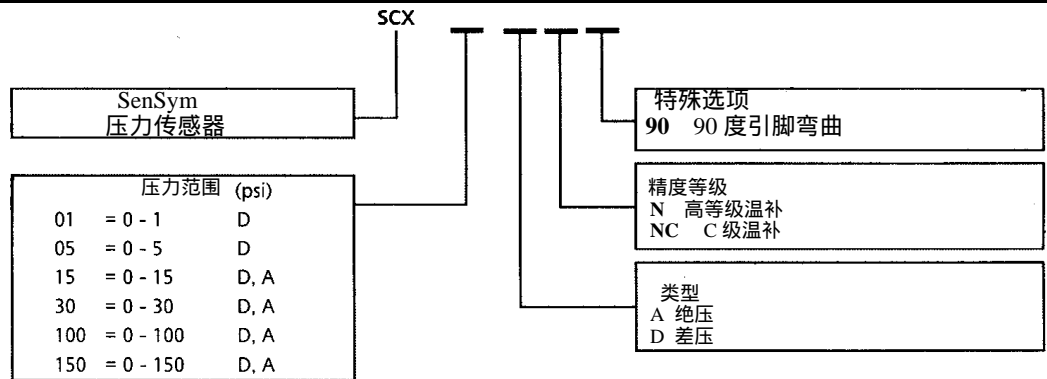 SCX
SenSym
压力传感器
压力范围 (psi)
01 = 0 - 1 D
05 = 0 - 5 D
15 = 0 - 15 D, A
30 = 0 - 30 D, A
100 = 0 - 100 D, A
150 = 0 - 150 D, A
特殊选项
90 90 度引脚弯曲
精度等级
N 高等级温补
NC C 级温补
类型
A 绝压
D 差压